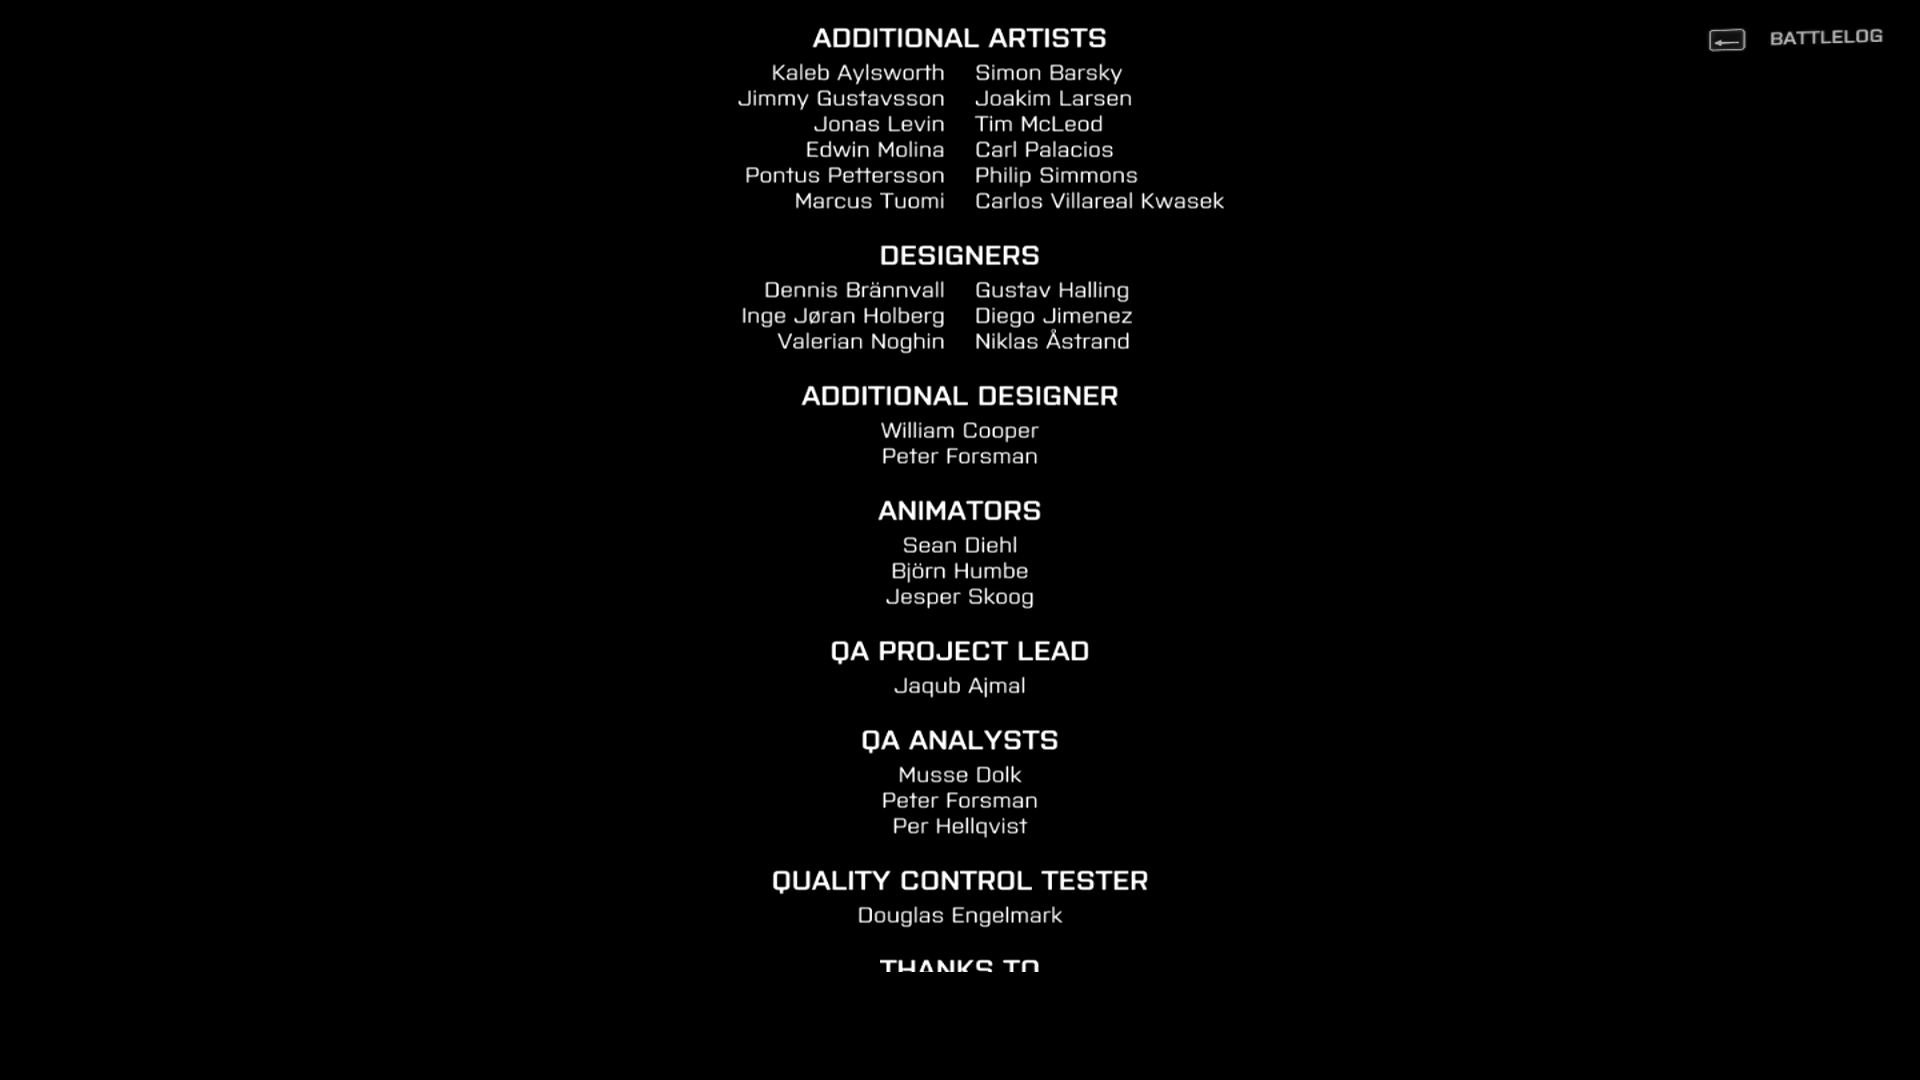 ADDITIONAL ARTISTS
BATTLELOG
Kaleb Aylsworth Simon Barsky
Jimmy Gustavsson Joakim Larsen
Jonas Levin Tim McLeod
Edwin Molina Carl Palacios
Pontus Pettersson Philip Simmons
Marcus Tuomi Carlos Villareal Kwasek
DESIGNERS
Dennis Brännvall Gustav Halling
Inge Jøran Holberg Diego Jimenez
Valerian Noghin Niklas Åstrand
ADDITIONAL DESIGNER
William Cooper
Peter Forsman
ANIMATORS
Sean Diehl
Björn Humbe
Jesper Skoog
QA PROJECT LEAD
Jaqub Ajmal
QA ANALYSTS
Musse Dolk
Peter Forsman
Per Hellqvist
QUALITY CONTROL TESTER
Douglas Engelmark
THANKS TO